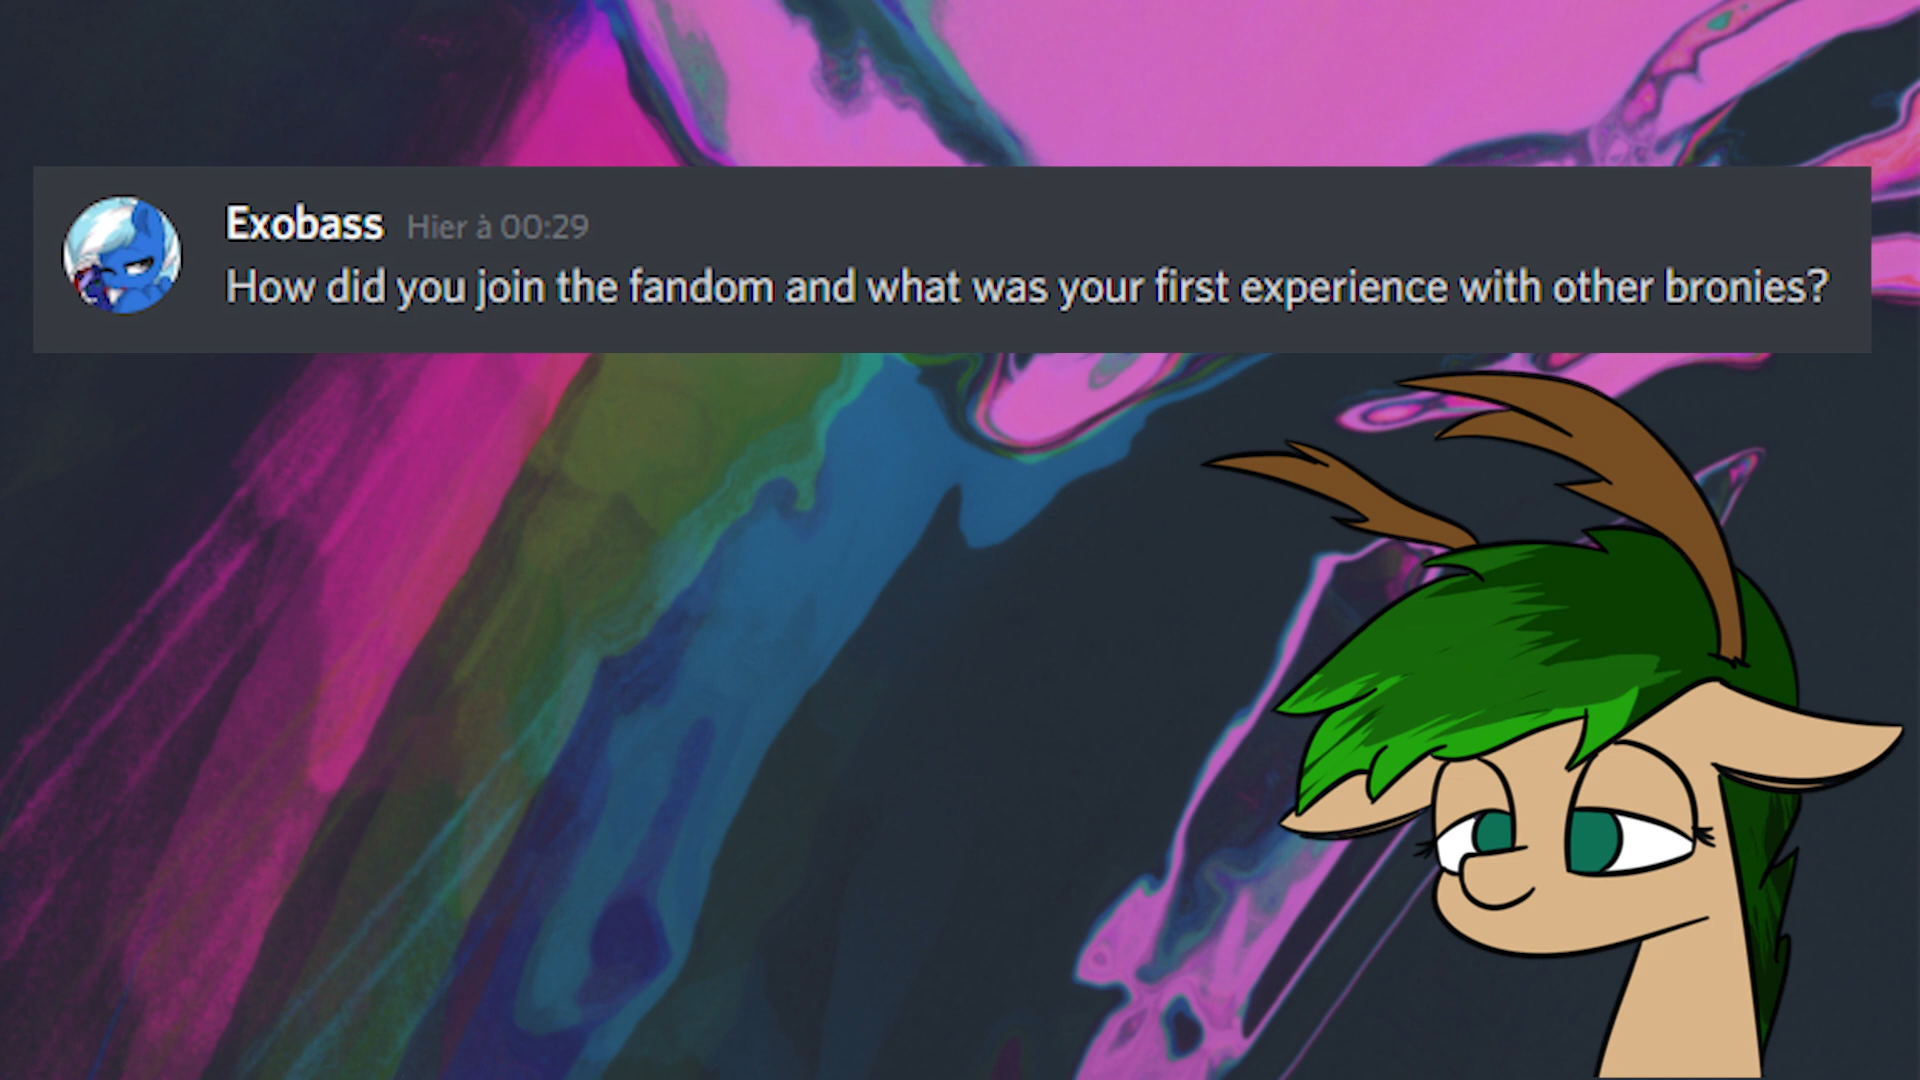 Exobass Hier à 00:29
How did you join the fandom and what was your first experience with other bronies?